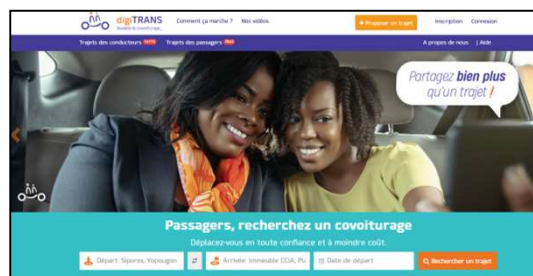 digiTRANS
Comment ça marche ?
Nos vidéos
+ Proposer un trajet
Inscription
Connexion
Trajets des conducteurs
Trajets des passagers
A propos de nous
| Aide
Partagez bien plus
qu'un trajet !
Passagers, recherchez un covoiturage
Déplacez-vous en toute confiance et à moindre coût.
Départ: Siporex, Yopougon
Arrivée: Immeuble CCIA, Pl
Date de départ
Rechercher un trajet